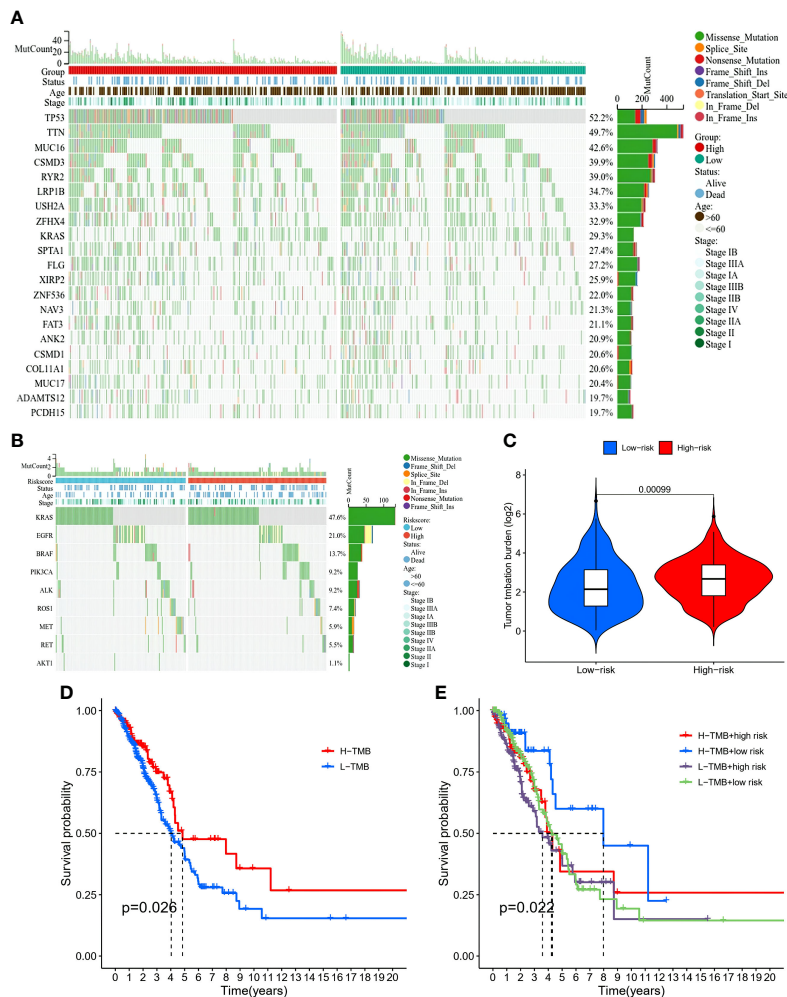 A
60
40
20
0
MutCount
Group
Status
Age
Stage
TP53 52.2%
TTN 49.7%
MUC16 42.6%
CSMD3 39.9%
RYR2 39.0%
LRP1B 34.7%
USH2A 33.3%
ZFHX4 32.9%
KRAS 29.3%
SPTA1 27.4%
FLG 27.2%
XIRP2 25.9%
ZNF536 22.0%
NAV3 21.3%
FAT3 21.1%
ANK2 20.9%
CSMD1 20.6%
COL11A1 20.6%
MUC17 20.4%
ADAMTS12 19.7%
PCDH15 19.7%
MutCount
0 200 400
Missense_Mutation
Splice_Site
Nonsense_Mutation
Frame_Shift_Ins
Frame_Shift_Del
Translation_Start_Site
In_Frame_Del
In_Frame_Ins
Group:
High
Low
Status:
Alive
Dead
Age:
>60
<=60
Stage:
Stage IB
Stage IIIA
Stage IA
Stage IIIB
Stage IIB
Stage IV
Stage IIA
Stage II
Stage I
B
4
2
0
MutCount
Riskscore
Status
Age
Stage
KRAS 47.6%
EGFR 21.0%
BRAF 13.7%
PIK3CA 9.2%
ALK 9.2%
ROS1 7.4%
MET 5.9%
RET 5.5%
AKT1 1.1%
MutCount
0 50 100
Missense_Mutation
Frame_Shift_Del
Splice_Site
In_Frame_Del
In_Frame_Ins
Nonsense_Mutation
Frame_Shift_Ins
Riskscore:
Low
High
Status:
Alive
Dead
Age:
>60
<=60
Stage:
Stage IB
Stage IIIA
Stage IA
Stage IIIB
Stage IIB
Stage IV
Stage IIA
Stage II
Stage I
C
Low-risk High-risk
0.00099
Tumor tmbation burden (log2)
8
6
4
2
0
Low-risk High-risk
D
Survival probability
1.00
0.75
0.50
0.25
0.00
H-TMB
L-TMB
p=0.026
0 1 2 3 4 5 6 7 8 9 10 11 12 13 14 15 16 17 18 19 20
Time(years)
E
Survival probability
1.00
0.75
0.50
0.25
0.00
H-TMB+high risk
H-TMB+low risk
L-TMB+high risk
L-TMB+low risk
p=0.022
0 1 2 3 4 5 6 7 8 9 10 11 12 13 14 15 16 17 18 19 20
Time(years)